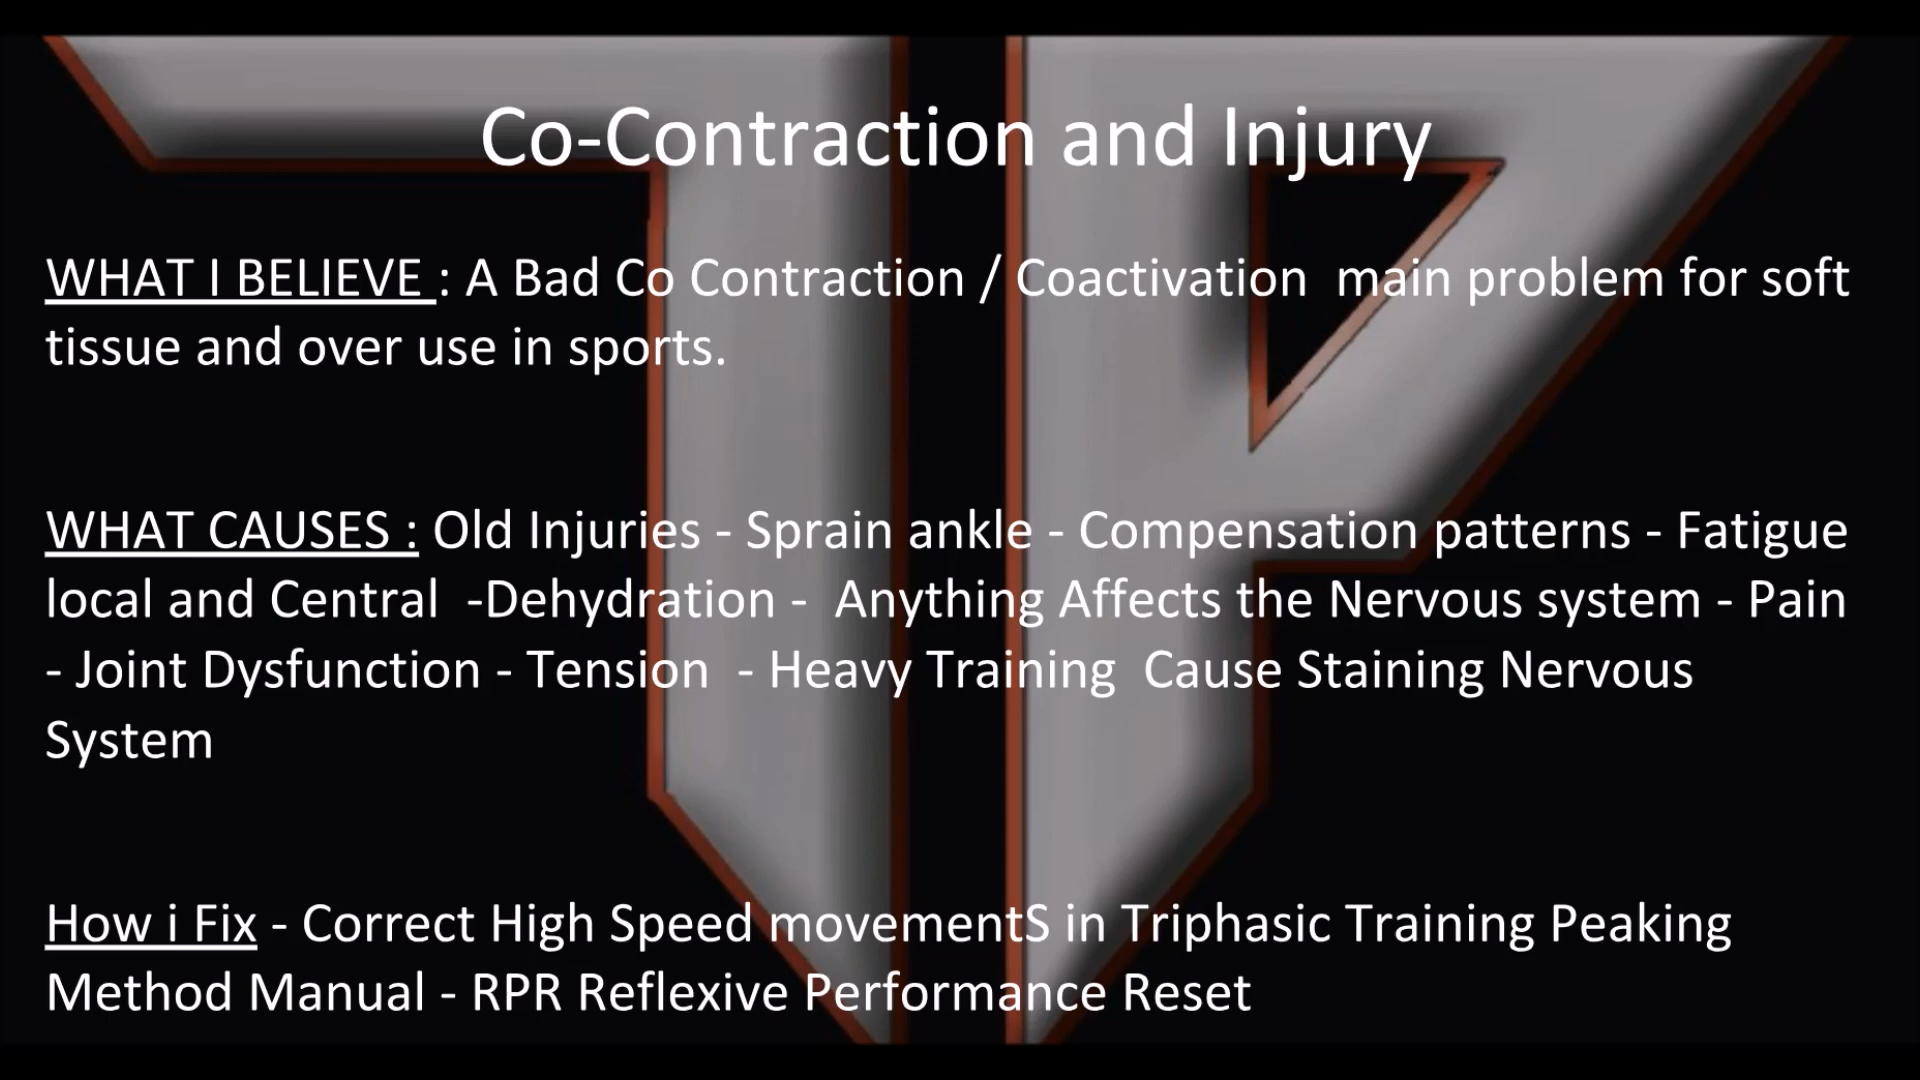 Co-Contraction and Injury
WHAT I BELIEVE : A Bad Co Contraction / Coactivation  main problem for soft
tissue and over use in sports.
WHAT CAUSES : Old Injuries - Sprain ankle - Compensation patterns - Fatigue
local and Central  -Dehydration -  Anything Affects the Nervous system - Pain
- Joint Dysfunction - Tension  - Heavy Training  Cause Staining Nervous
System
How i Fix - Correct High Speed movementS in Triphasic Training Peaking
Method Manual - RPR Reflexive Performance Reset